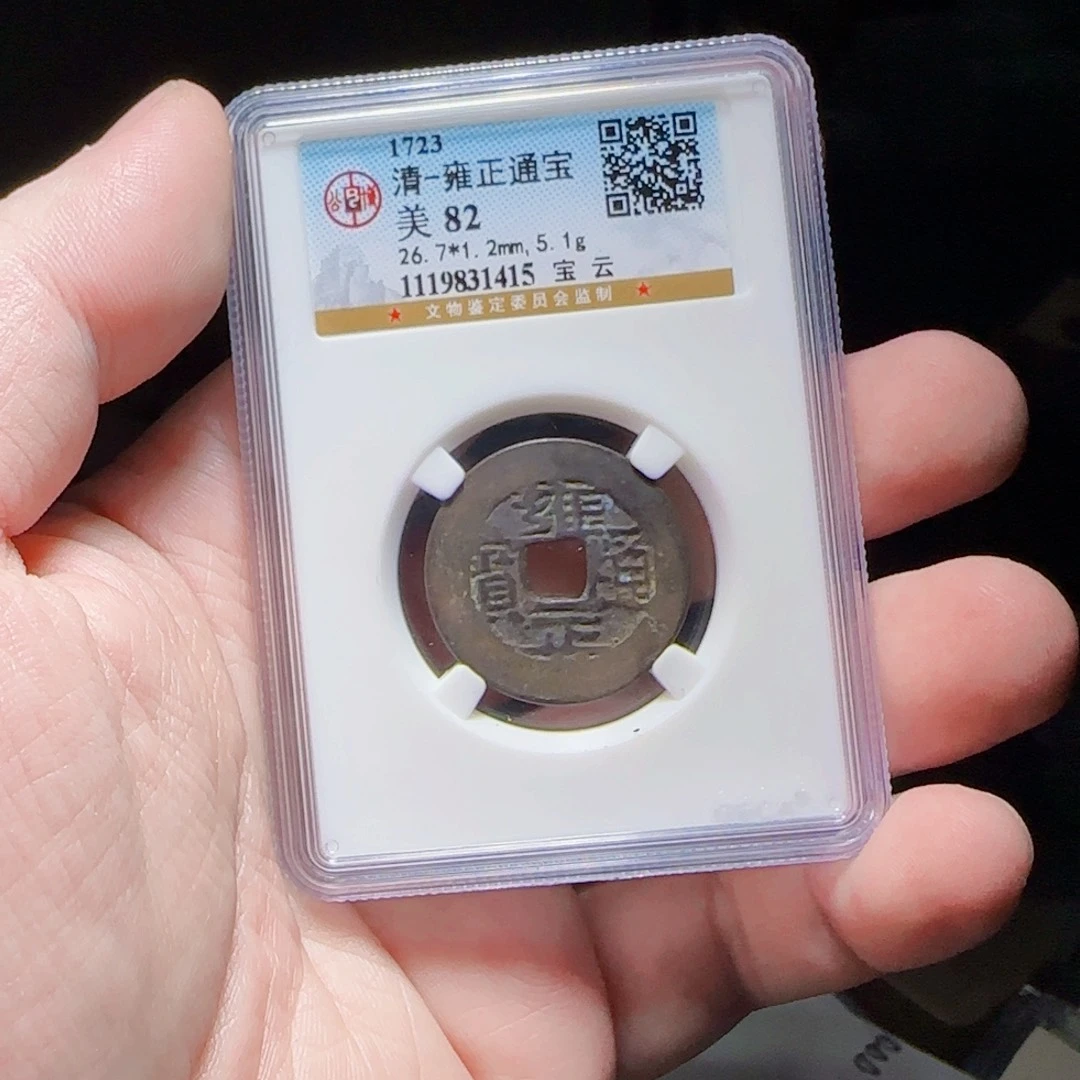 1723
清-雍正通宝
美 82
26.7*1.2mm, 5.1g
1119831415 宝 云
★ 文物鉴定委员会监制 ★
雍
寶 通
正